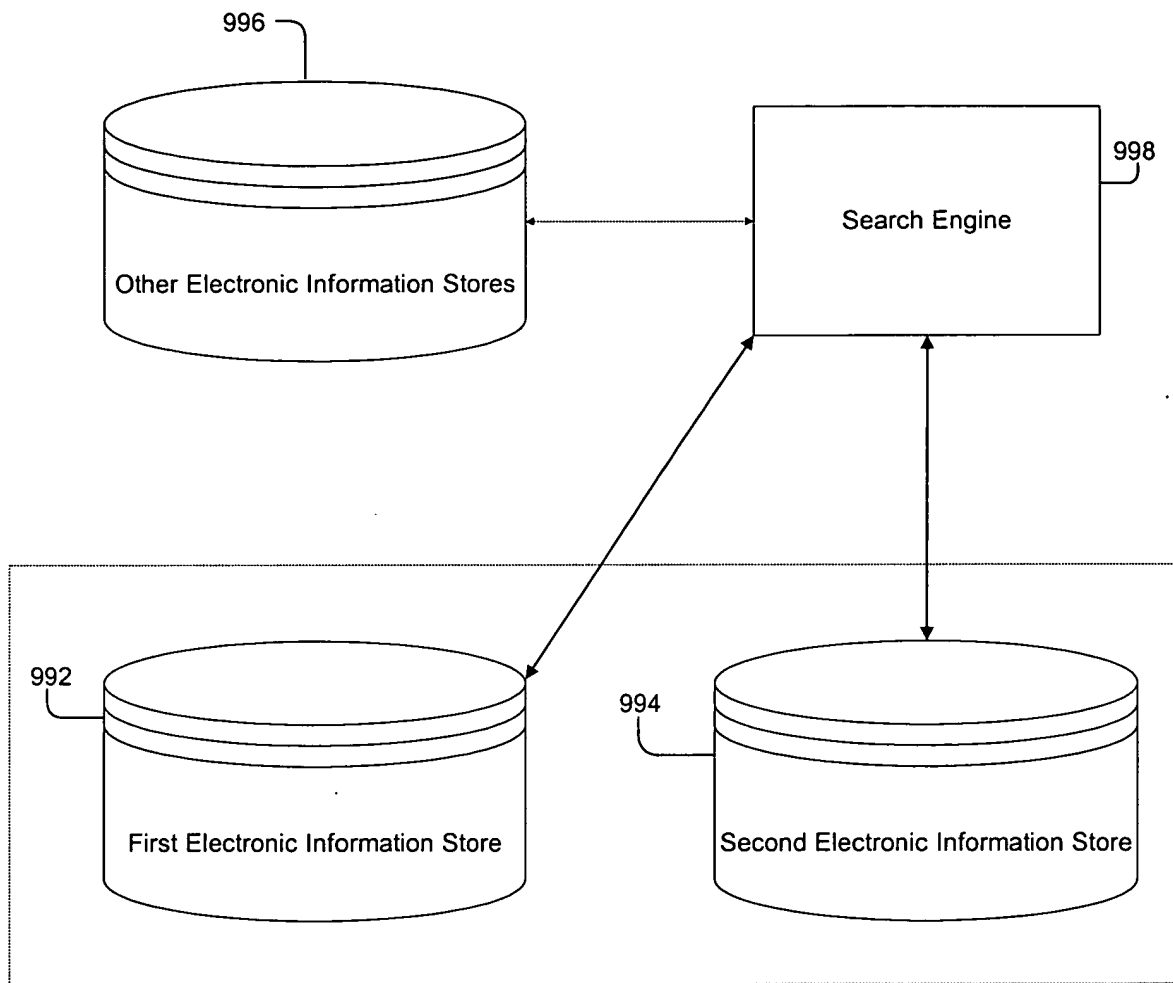 996
998
Search Engine
Other Electronic Information Stores
992
994
First Electronic Information Store
Second Electronic Information Store